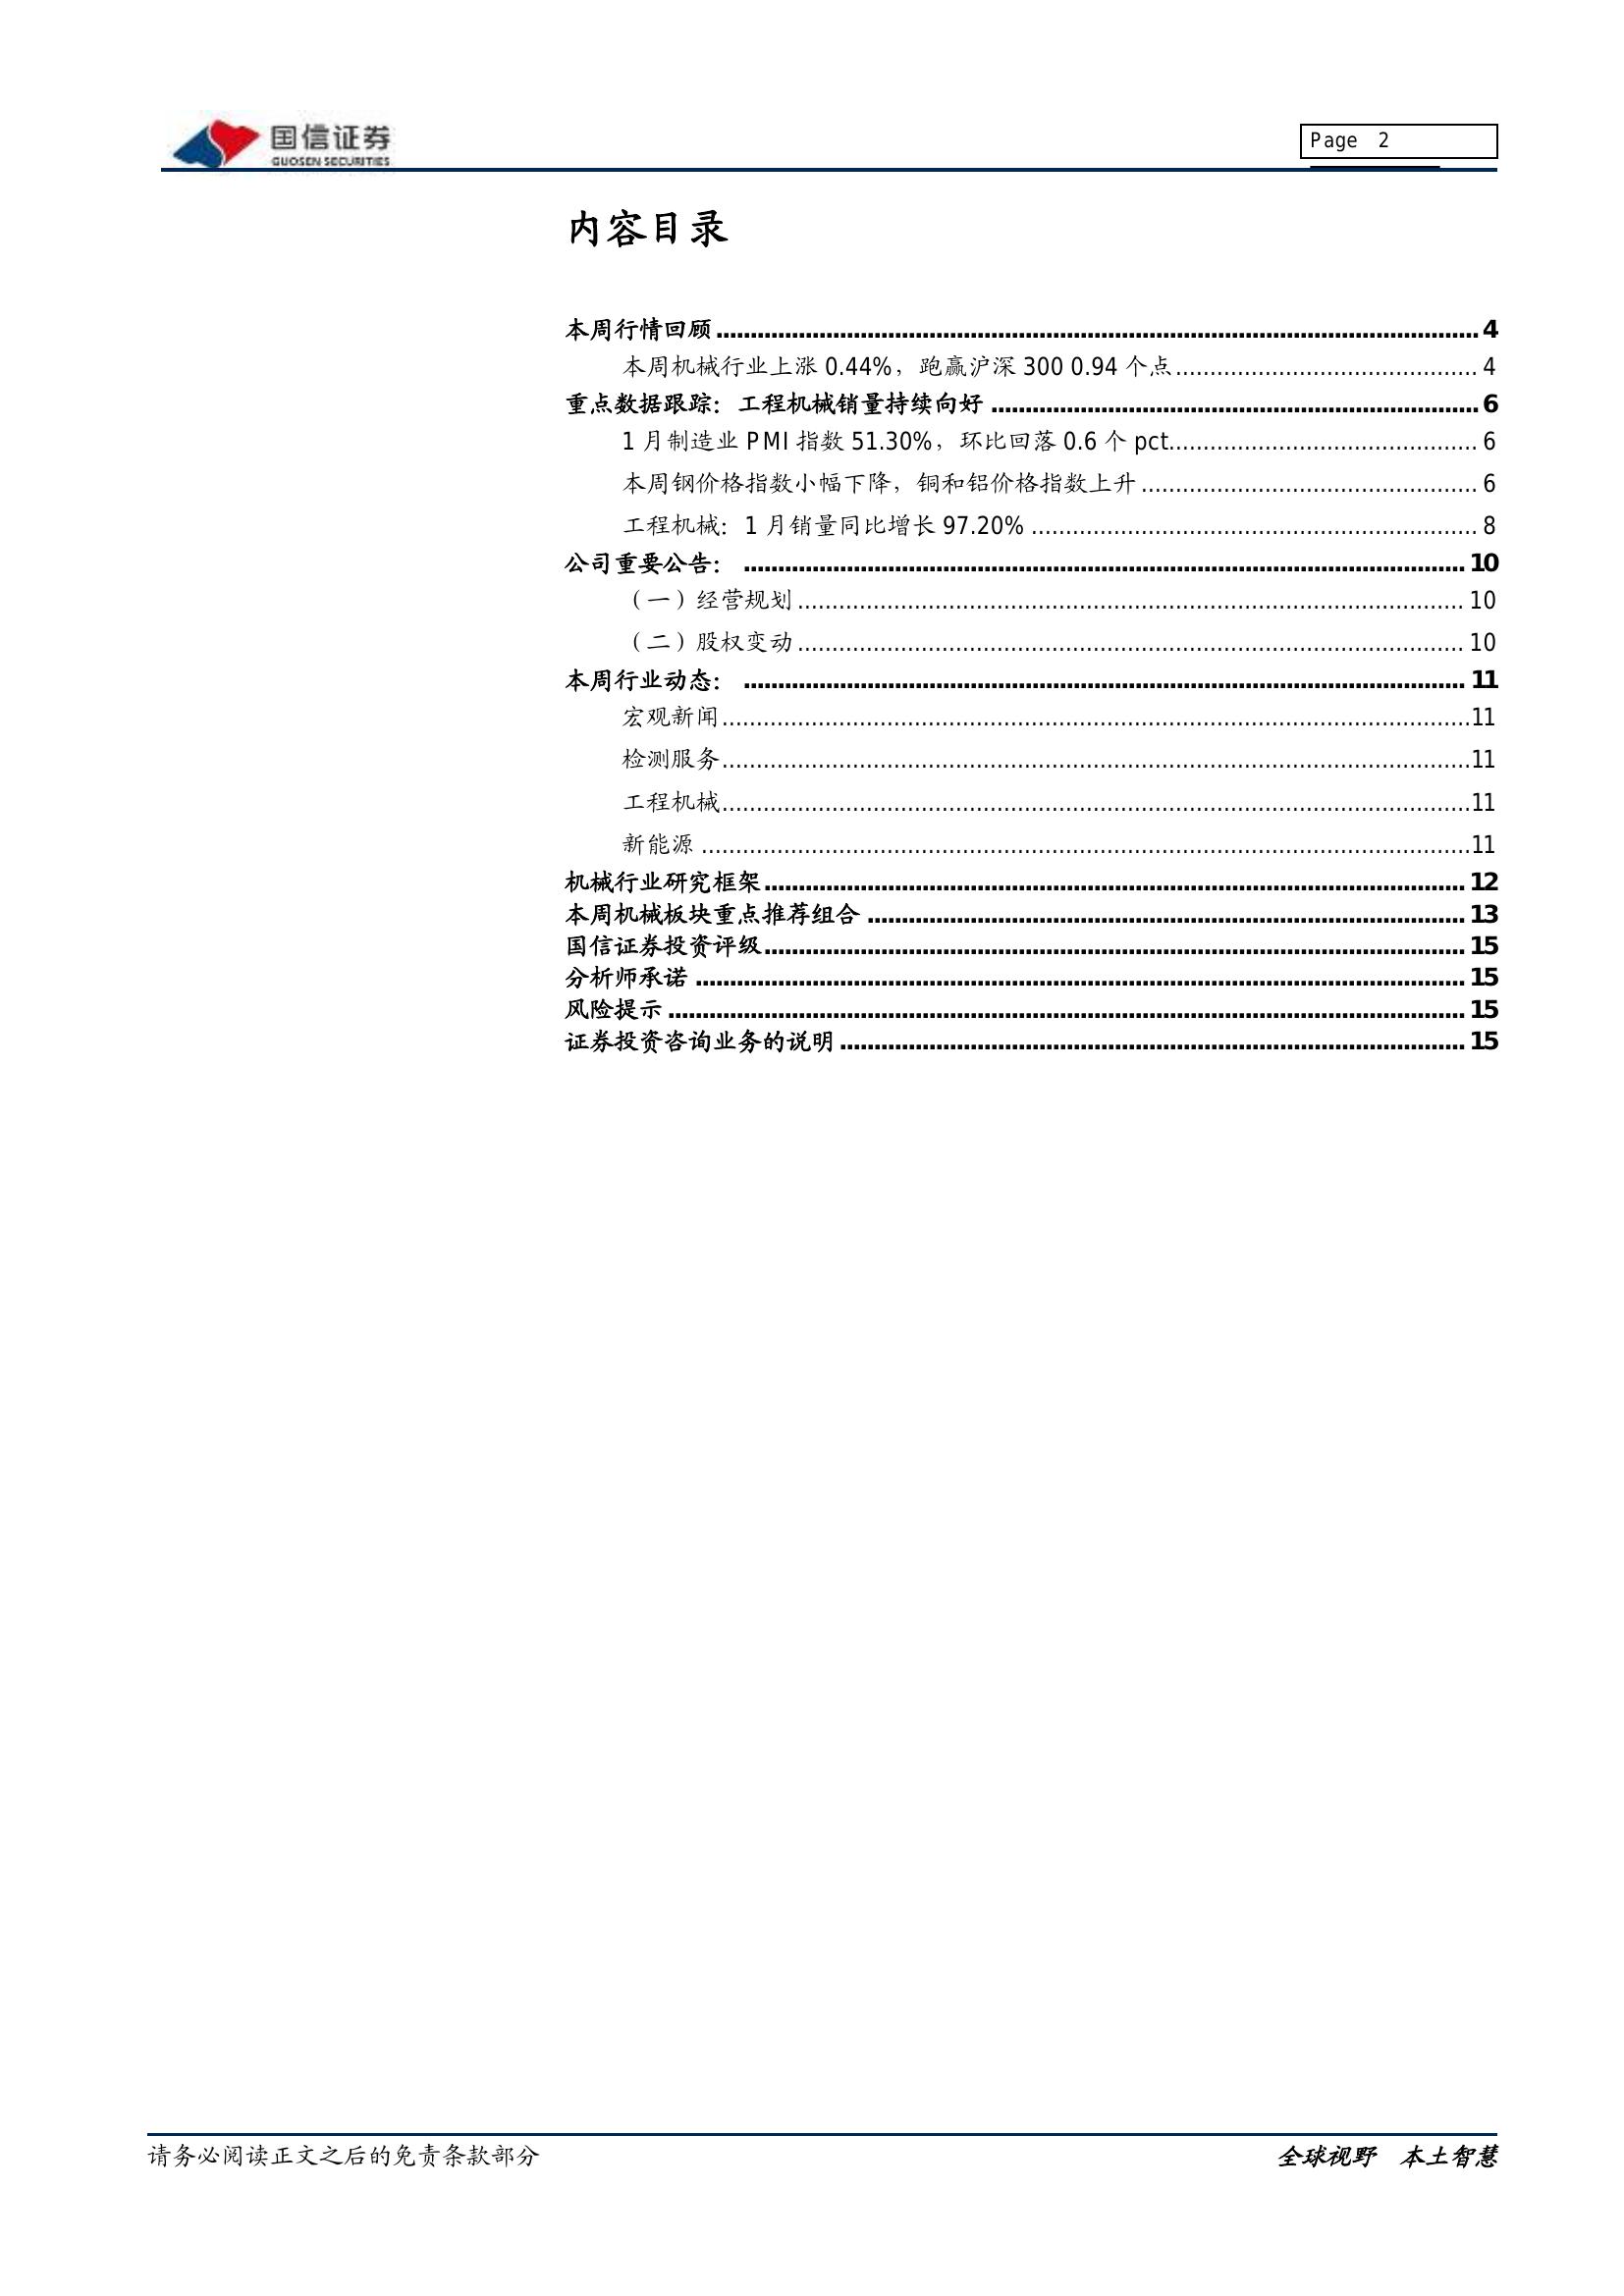 国信证券
GUOSEN SECURITIES
Page 2
内容目录
本周行情回顾 4
本周机械行业上涨 0.44%，跑赢沪深 300 0.94 个点 4
重点数据跟踪：工程机械销量持续向好 6
1 月制造业 PMI 指数 51.30%，环比回落 0.6 个 pct 6
本周钢价格指数小幅下降，铜和铝价格指数上升 6
工程机械：1 月销量同比增长 97.20% 8
公司重要公告： 10
（一）经营规划 10
（二）股权变动 10
本周行业动态： 11
宏观新闻 11
检测服务 11
工程机械 11
新能源 11
机械行业研究框架 12
本周机械板块重点推荐组合 13
国信证券投资评级 15
分析师承诺 15
风险提示 15
证券投资咨询业务的说明 15
请务必阅读正文之后的免责条款部分
全球视野 本土智慧